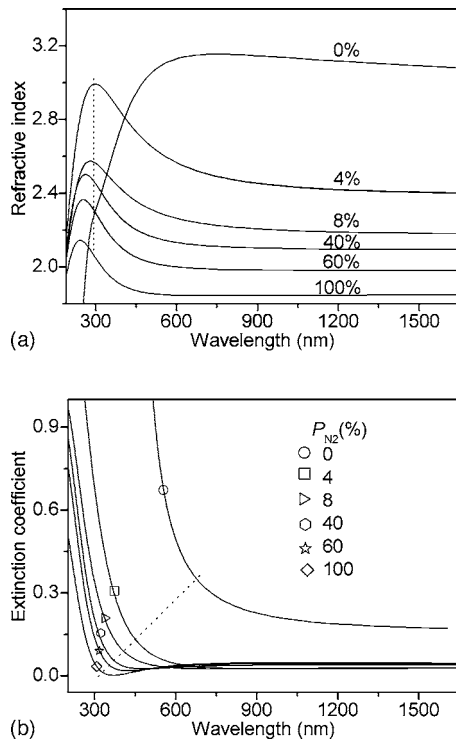 3.2
2.8
2.4
2.0
Refractive index
0%
4%
8%
40%
60%
100%
300 600 900 1200 1500
(a)
Wavelength (nm)
0.9
0.6
0.3
0.0
Extinction coefficient
P_N2(%)
0
4
8
40
60
100
300 600 900 1200 1500
(b)
Wavelength (nm)